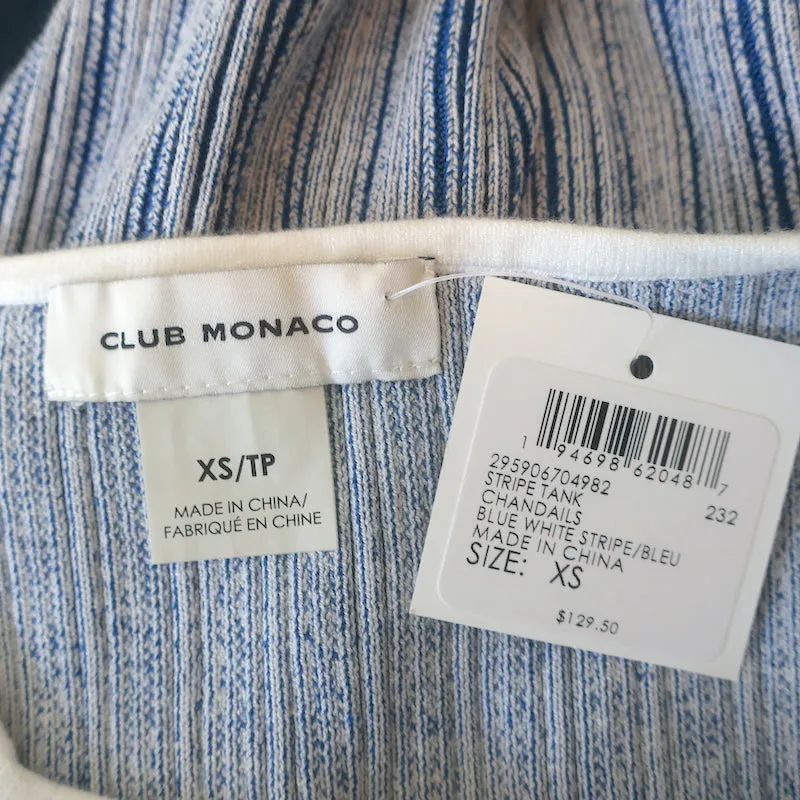 CLUB MONACO
XS/TP
MADE IN CHINA/
FABRIQUÉ EN CHINE
1 94698 62048 7
295906704982
232
STRIPE TANK
CHANDAILS
BLUE WHITE STRIPE/BLEU
MADE IN CHINA
SIZE: XS
$129.50